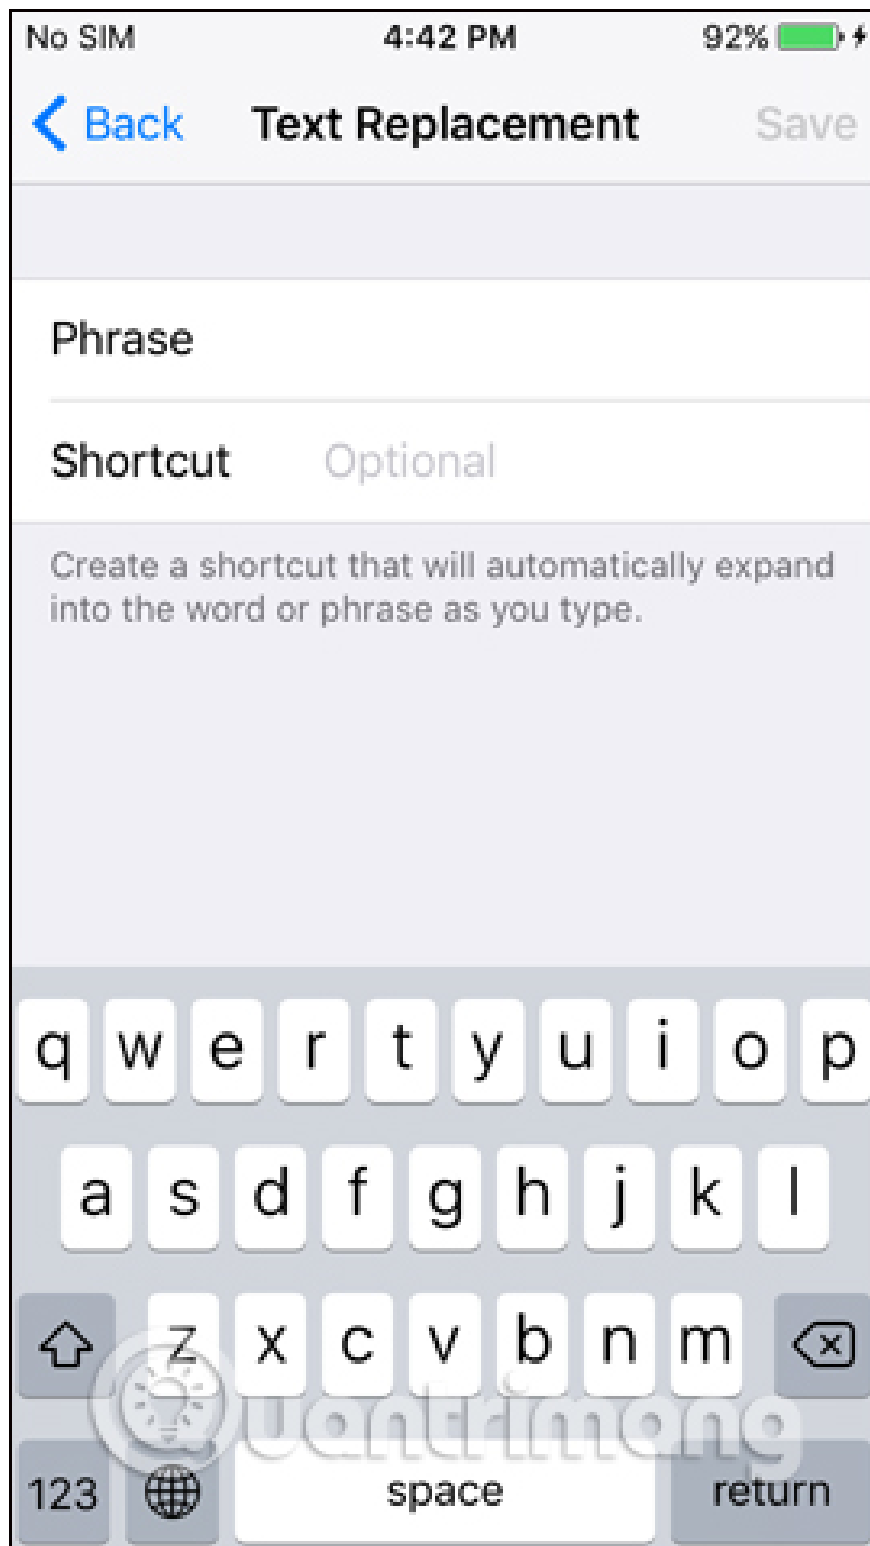 No SIM 4:42 PM 92%
Back Text Replacement Save
Phrase
Shortcut Optional
Create a shortcut that will automatically expand
into the word or phrase as you type.
q w e r t y u i o p
a s d f g h j k l
z x c v b n m
Quantrimang
123 space return